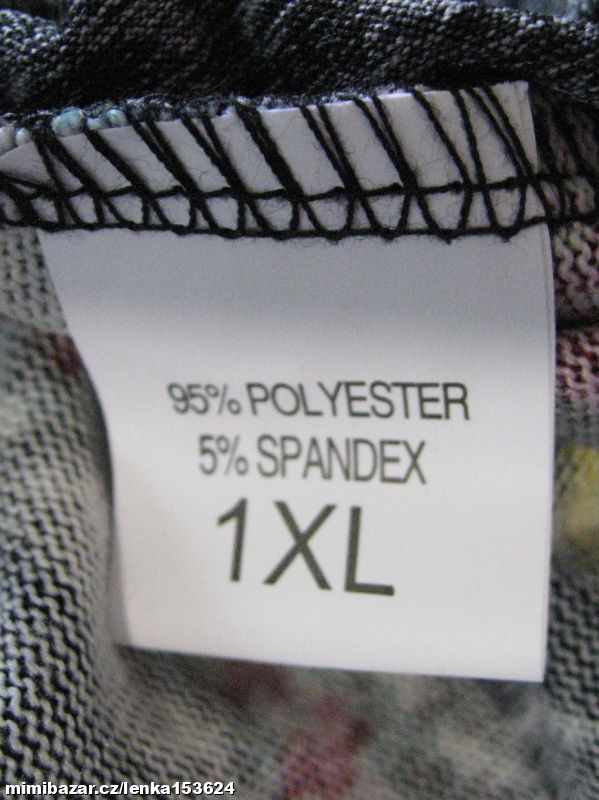 95% POLYESTER
5% SPANDEX
1XL
mimibazar.cz/lenka153624